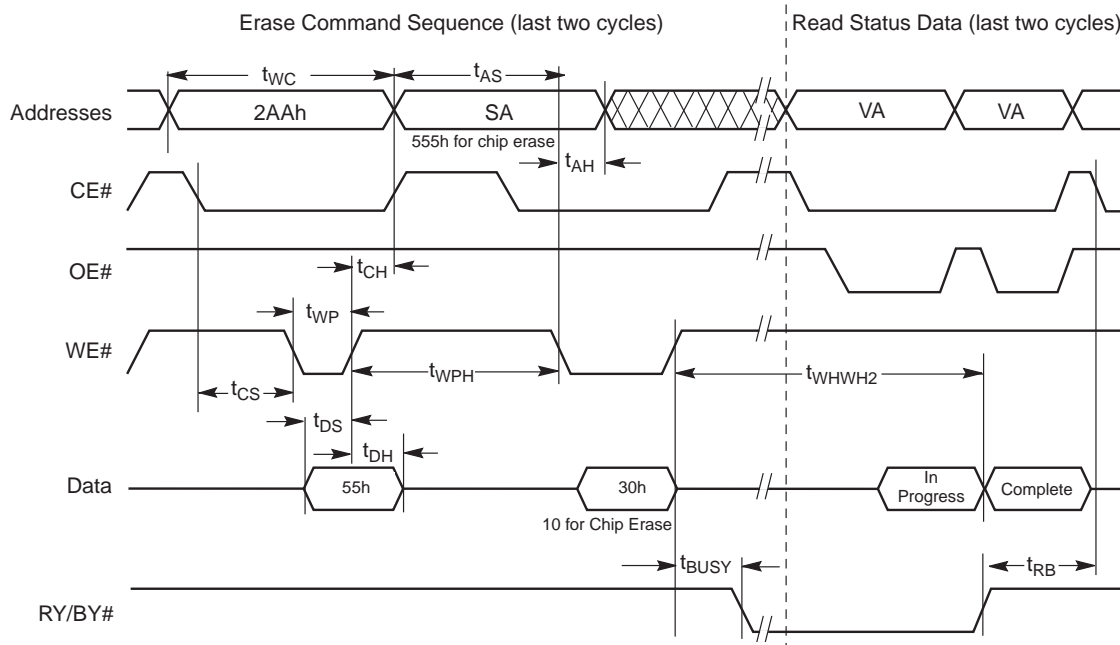 Erase Command Sequence (last two cycles)
Read Status Data (last two cycles)
tWC
tAS
Addresses
2AAh
SA
VA
VA
555h for chip erase
tAH
CE#
OE#
tCH
tWP
WE#
tWPH
tWHWH2
tCS
tDS
tDH
Data
55h
30h
In
Progress
Complete
10 for Chip Erase
tBUSY
tRB
RY/BY#